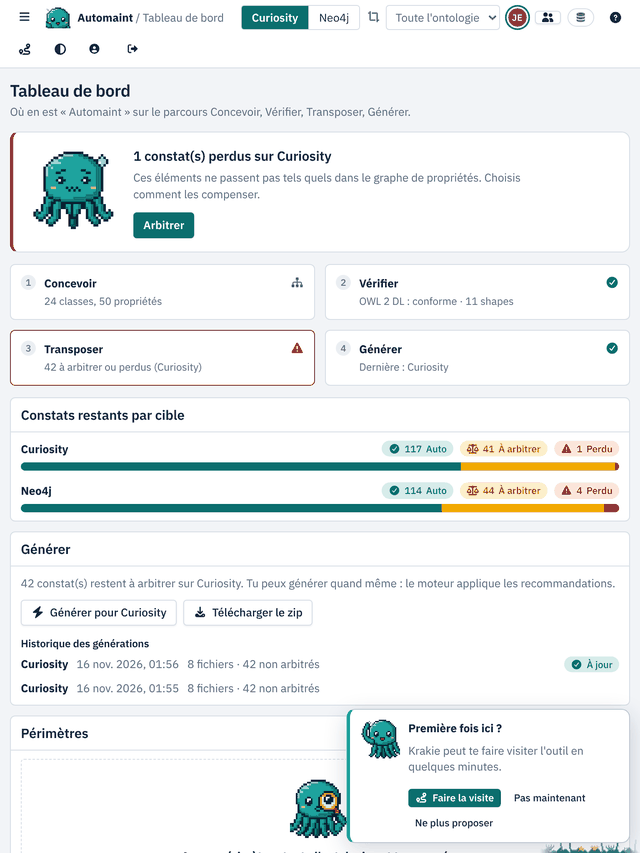 Automaint / Tableau de bord
Curiosity
Neo4j
Toute l'ontologie
JE
Tableau de bord
Où en est « Automaint » sur le parcours Concevoir, Vérifier, Transposer, Générer.
1 constat(s) perdus sur Curiosity
Ces éléments ne passent pas tels quels dans le graphe de propriétés. Choisis
comment les compenser.
Arbitrer
1 Concevoir
24 classes, 50 propriétés
2 Vérifier
OWL 2 DL : conforme · 11 shapes
3 Transposer
42 à arbitrer ou perdus (Curiosity)
4 Générer
Dernière : Curiosity
Constats restants par cible
Curiosity 117 Auto 41 À arbitrer 1 Perdu
Neo4j 114 Auto 44 À arbitrer 4 Perdu
Générer
42 constat(s) restent à arbitrer sur Curiosity. Tu peux générer quand même : le moteur applique les recommandations.
Générer pour Curiosity
Télécharger le zip
Historique des générations
Curiosity 16 nov. 2026, 01:56 8 fichiers · 42 non arbitrés À jour
Curiosity 16 nov. 2026, 01:55 8 fichiers · 42 non arbitrés
Périmètres
Première fois ici ?
Krakie peut te faire visiter l'outil en
quelques minutes.
Faire la visite
Pas maintenant
Ne plus proposer